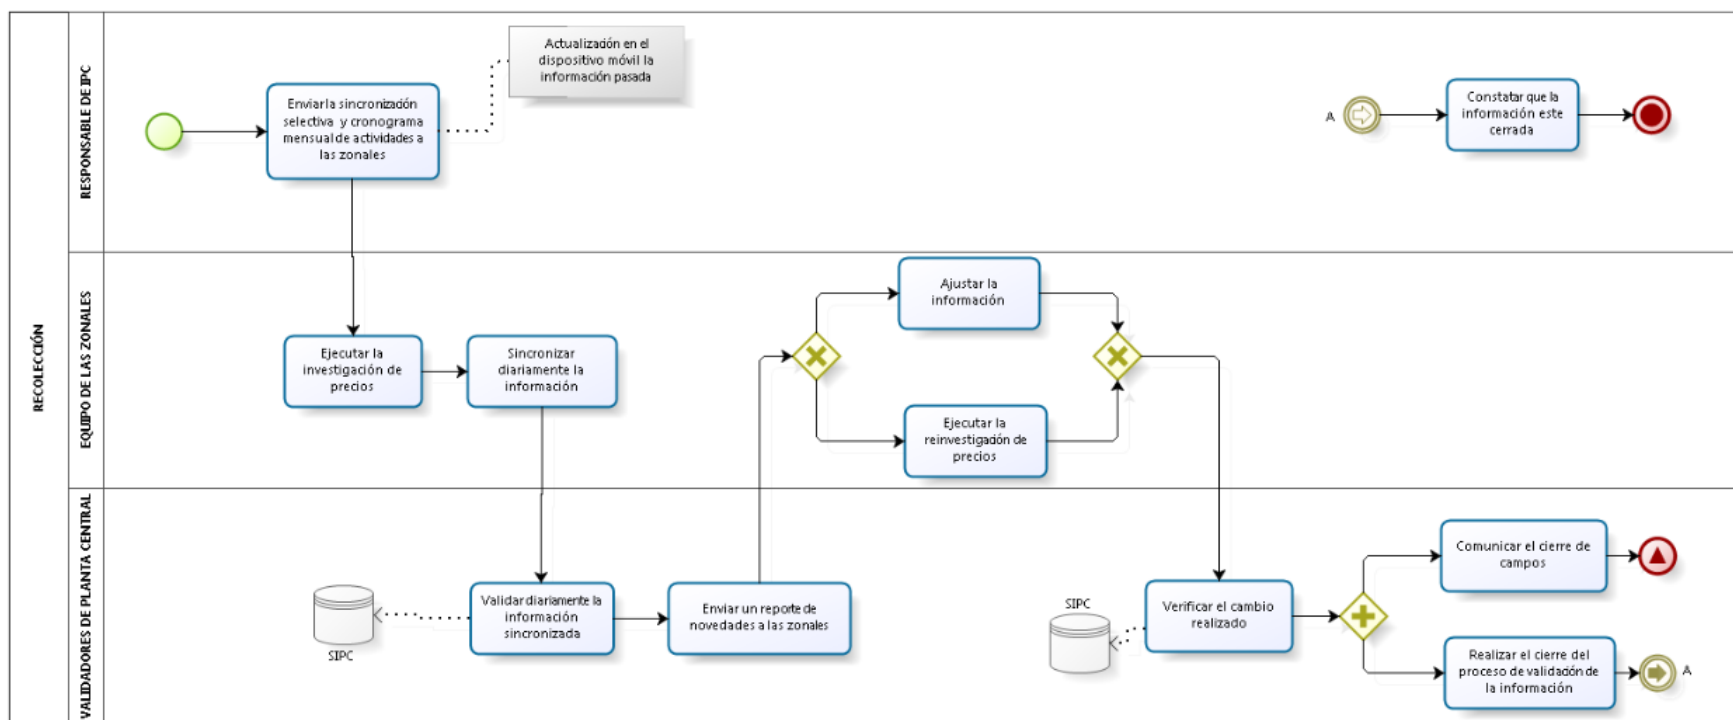 RECOLECCIÓN
RESPONSABLE DE IPC
Enviar la sincronización
selectiva y cronograma
mensual de actividades a
las zonales
Actualización en el
dispositivo móvil la
información pasada
A
Constatar que la
información este
cerrada
EQUIPO DE LAS ZONALES
Ejecutar la
investigación de
precios
Sincronizar
diariamente la
información
Ajustar la
información
Ejecutar la
reinvestigación de
precios
VALIDADORES DE PLANTA CENTRAL
SIPC
Validar diariamente la
información
sincronizada
Enviar un reporte de
novedades a las zonales
SIPC
Verificar el cambio
realizado
Comunicar el cierre de
campos
Realizar el cierre del
proceso de validación de
la información
A